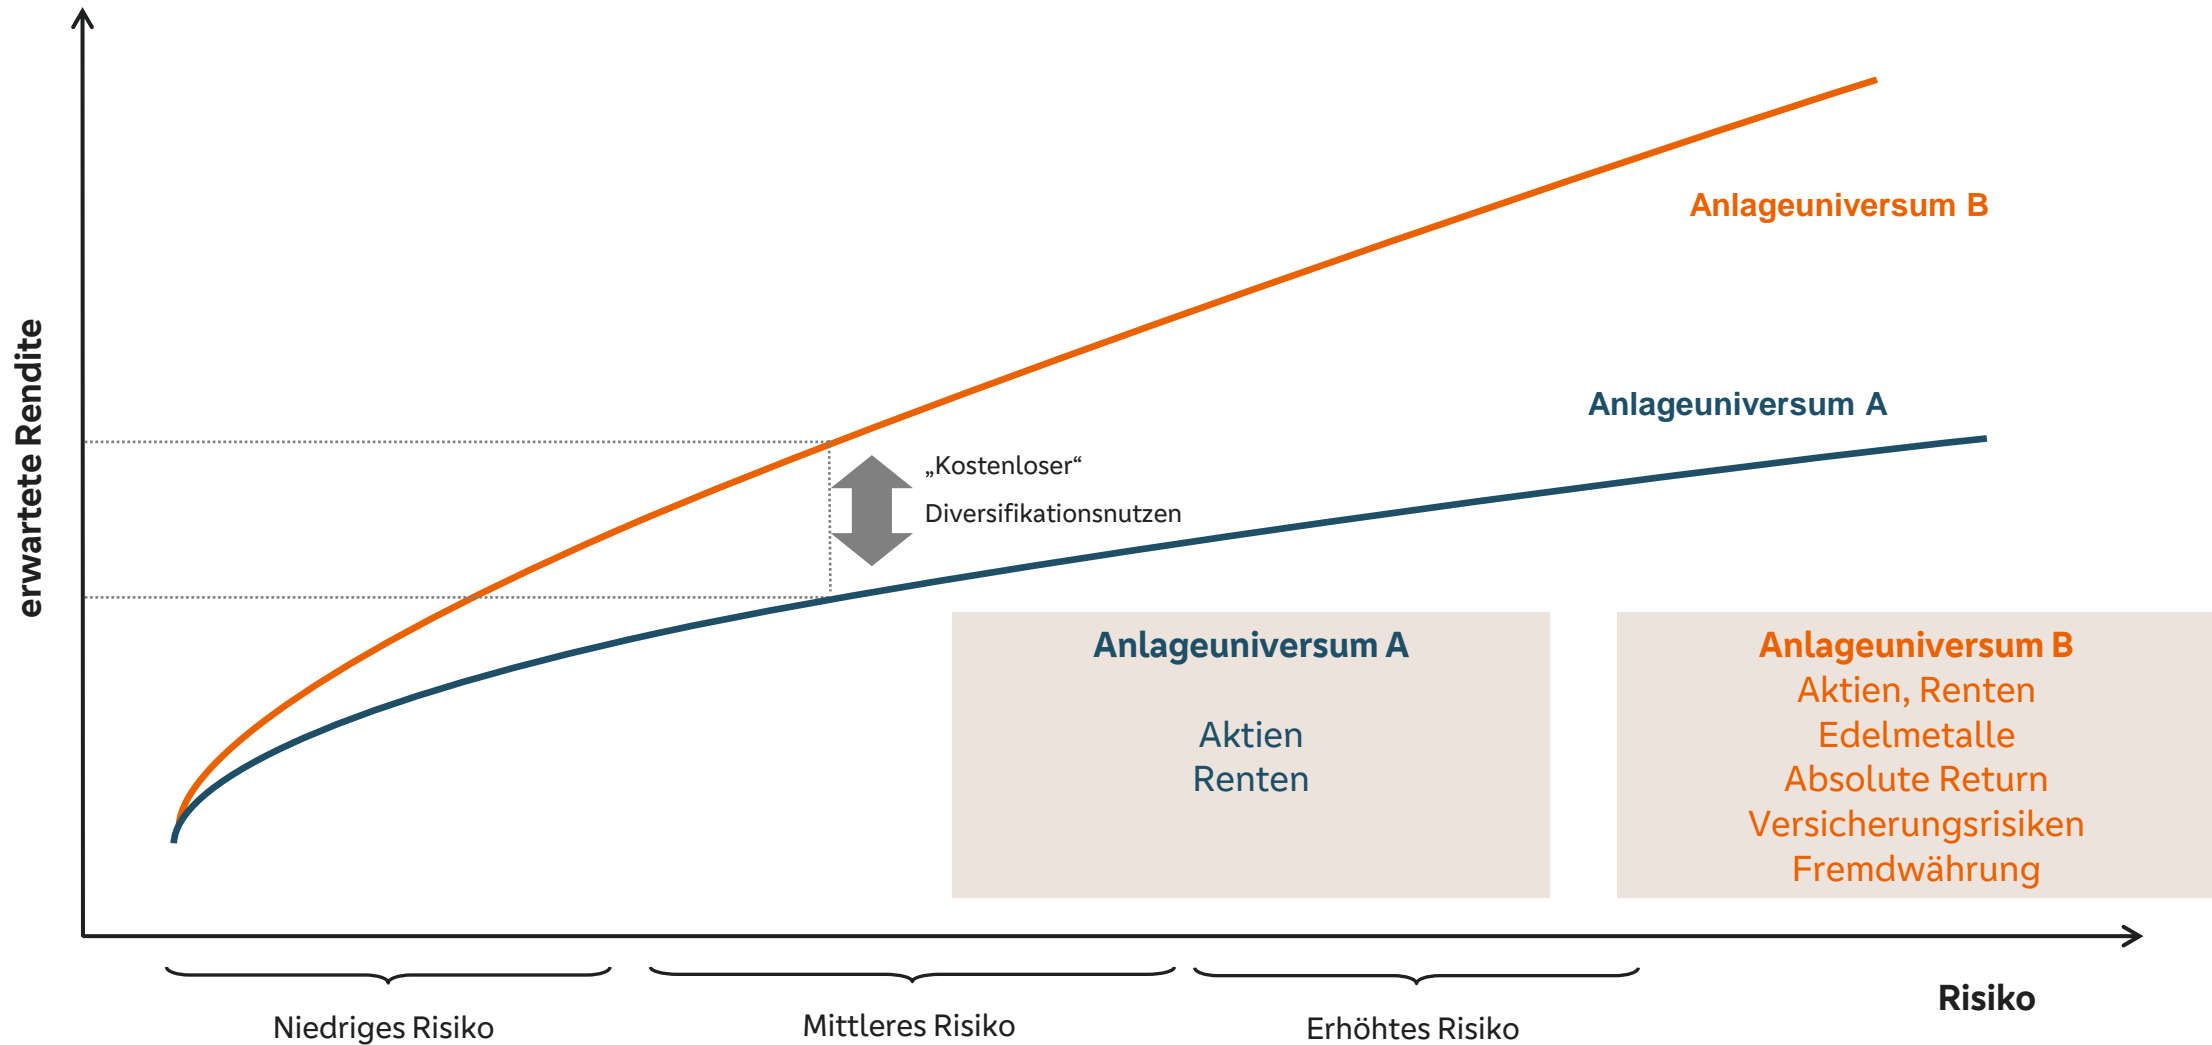 erwartete Rendite
Anlageuniversum B
Anlageuniversum A
„Kostenloser“
Diversifikationsnutzen
Anlageuniversum A
Aktien
Renten
Anlageuniversum B
Aktien, Renten
Edelmetalle
Absolute Return
Versicherungsrisiken
Fremdwährung
Risiko
Niedriges Risiko
Mittleres Risiko
Erhöhtes Risiko